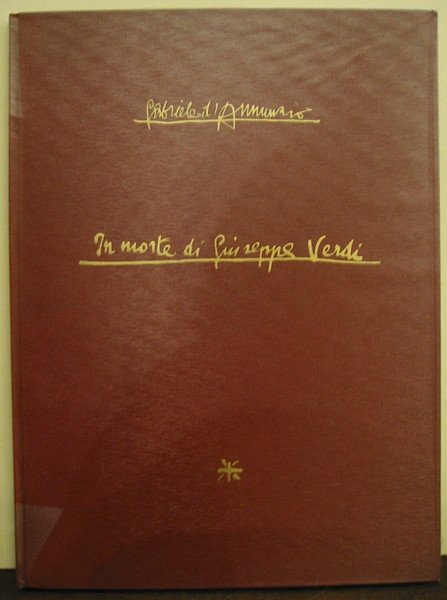 Gabriele d'Annunzio
In morte di Giuseppe Verdi